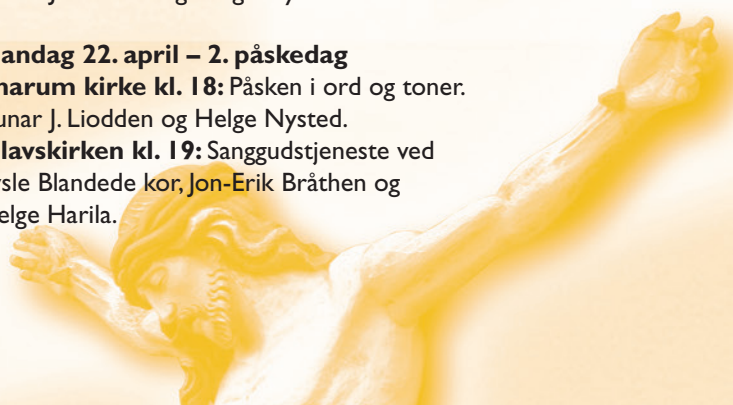 andag 22. april – 2. påskedag
narum kirke kl. 18: Påsken i ord og toner.
unar J. Liodden og Helge Nysted.
lavskirken kl. 19: Sanggudstjeneste ved
sle Blandede kor, Jon-Erik Bråthen og
elge Harila.